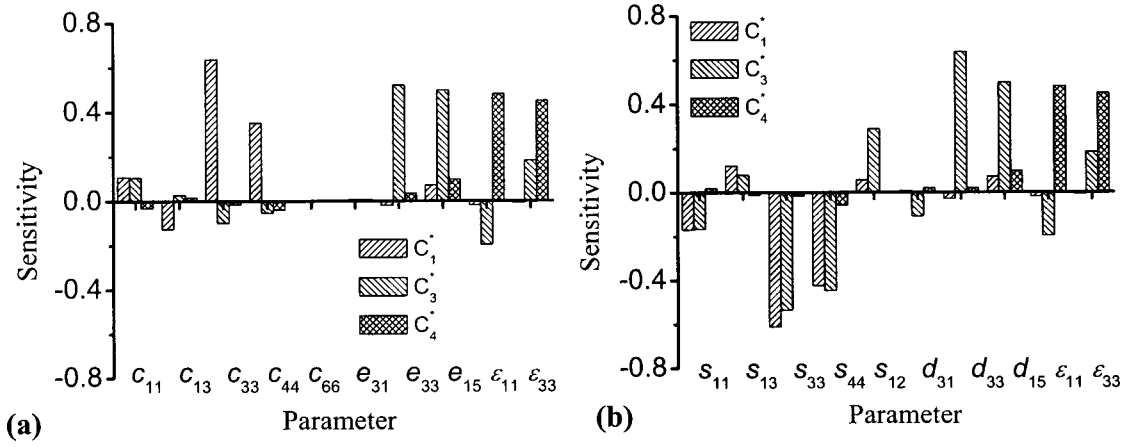 0.8
0.4
0.0
-0.4
-0.8
Sensitivity
C*1
C*3
C*4
c11 c13 c33 c44 c66 e31 e33 e15 ε11 ε33
Parameter
(a)
0.8
0.4
0.0
-0.4
-0.8
Sensitivity
C*1
C*3
C*4
s11 s13 s33 s44 s12 d31 d33 d15 ε11 ε33
Parameter
(b)